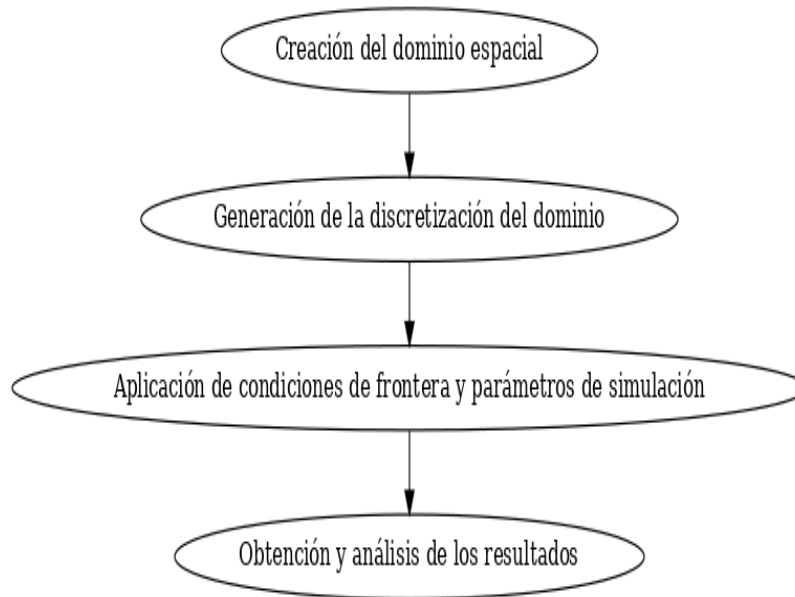 Creación del dominio espacial
Generación de la discretización del dominio
Aplicación de condiciones de frontera y parámetros de simulación
Obtención y análisis de los resultados